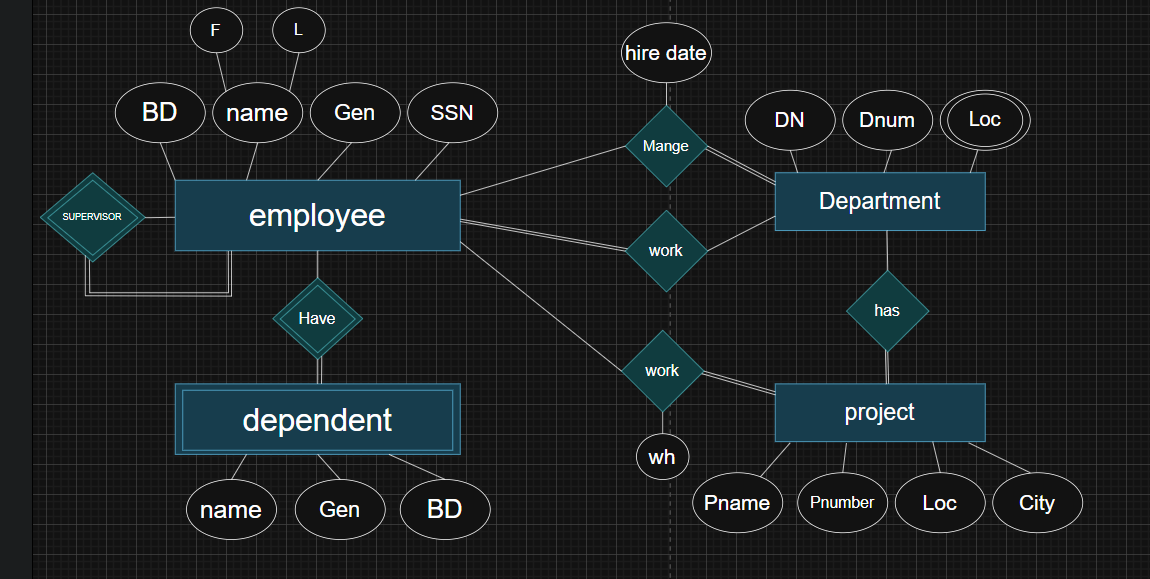 F
L
hire date
BD
name
Gen
SSN
DN
Dnum
Loc
Mange
SUPERVISOR
employee
Department
work
Have
has
work
dependent
project
wh
name
Gen
BD
Pname
Pnumber
Loc
City